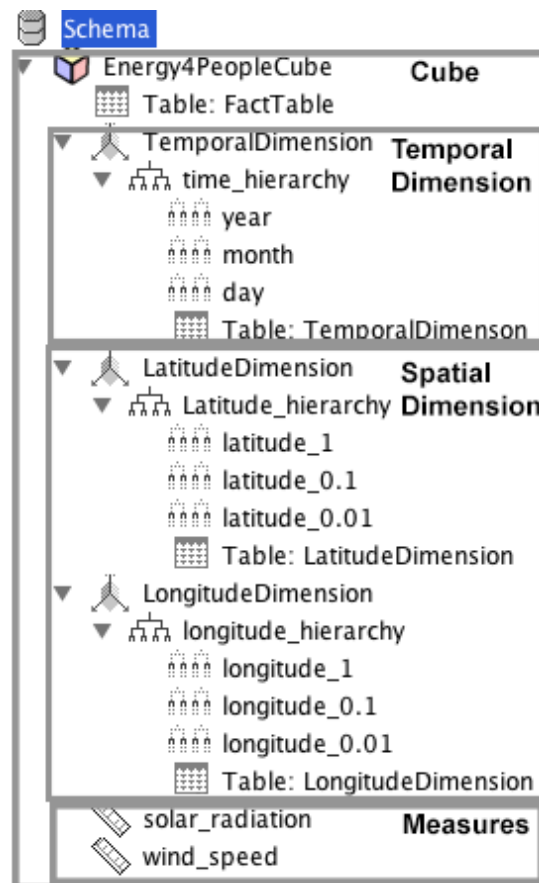 Schema
Energy4PeopleCube Cube
Table: FactTable
TemporalDimension Temporal
time_hierarchy Dimension
year
month
day
Table: TemporalDimenson
LatitudeDimension Spatial
Latitude_hierarchy Dimension
latitude_1
latitude_0.1
latitude_0.01
Table: LatitudeDimension
LongitudeDimension
longitude_hierarchy
longitude_1
longitude_0.1
longitude_0.01
Table: LongitudeDimension
solar_radiation Measures
wind_speed